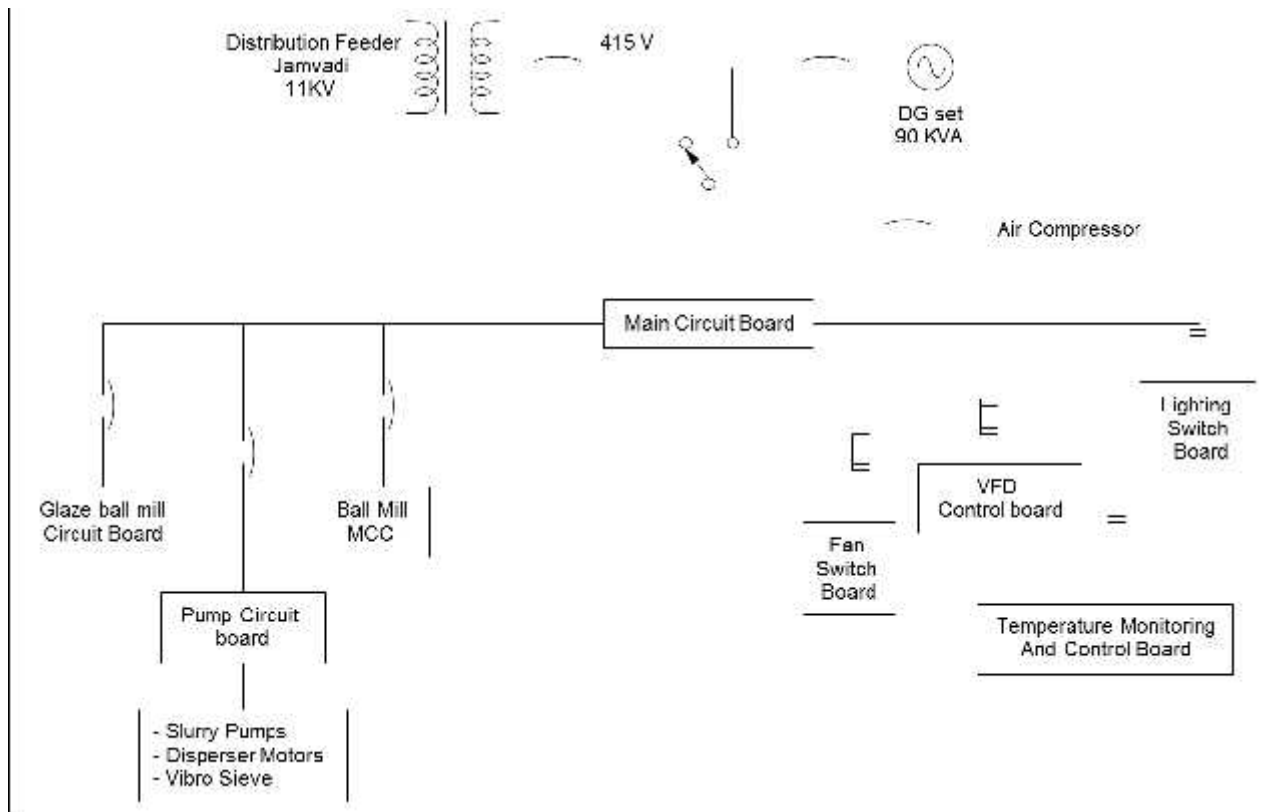 Distribution Feeder
Jamvadi
11KV
415 V
DG set
90 KVA
Air Compressor
Main Circuit Board
Lighting
Switch
Board
VFD
Control board
Glaze ball mill
Circuit Board
Ball Mill
MCC
Fan
Switch
Board
Pump Circuit
board
Temperature Monitoring
And Control Board
- Slurry Pumps
- Disperser Motors
- Vibro Sieve